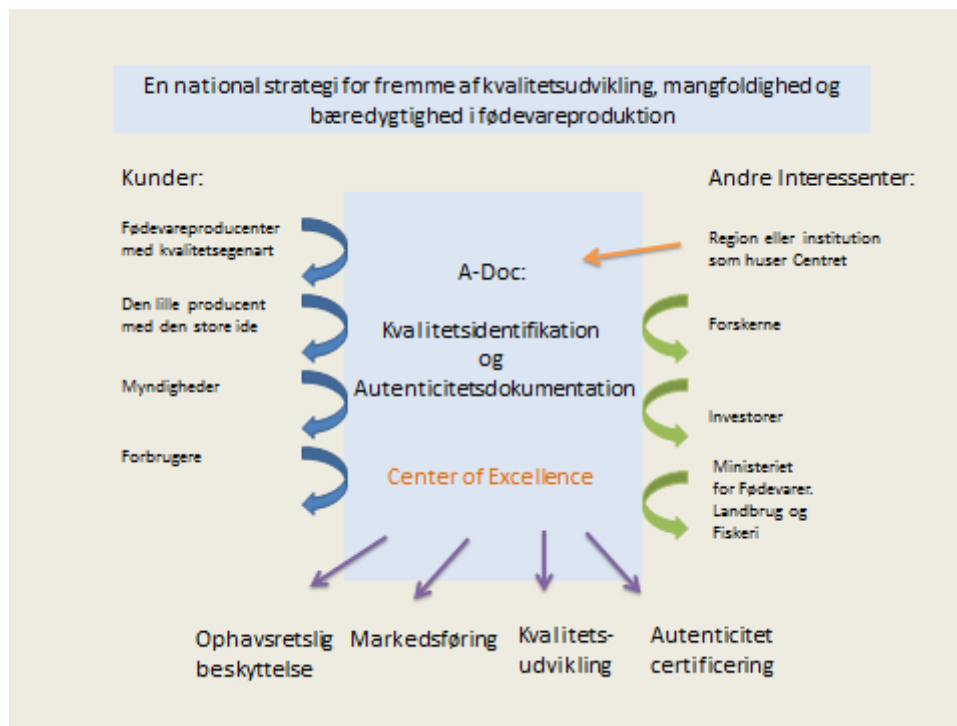 En national strategi for fremme af kvalitetsudvikling, mangfoldighed og
bæredygtighed i fødevareproduktion
Kunder:
Fødevareproducenter
med kvalitetsegenart
Den lille producent
med den store ide
Myndigheder
Forbrugere
A-Doc:
Kvalitetsidentifikation
og
Autenticitetsdokumentation
Center of Excellence
Andre Interessenter:
Region eller institution
som huser Centret
Forskerne
Investorer
Ministeriet
for Fødevarer.
Landbrug og
Fiskeri
Ophavsretslig
beskyttelse
Markedsføring
Kvalitets-
udvikling
Autenticitet
certificering